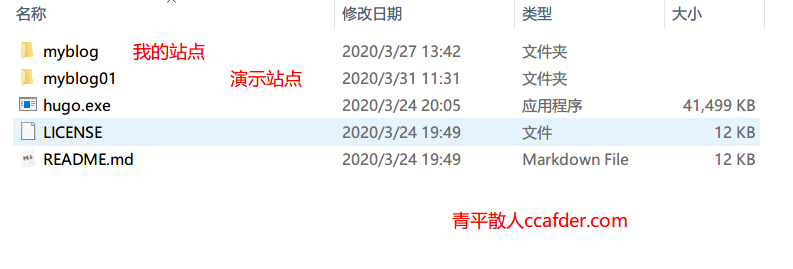 名称 修改日期 类型 大小
myblog 我的站点 2020/3/27 13:42 文件夹
myblog01 演示站点 2020/3/31 11:31 文件夹
hugo.exe 2020/3/24 20:05 应用程序 41,499 KB
LICENSE 2020/3/24 19:49 文件 12 KB
README.md 2020/3/24 19:49 Markdown File 12 KB
青平散人ccafder.com